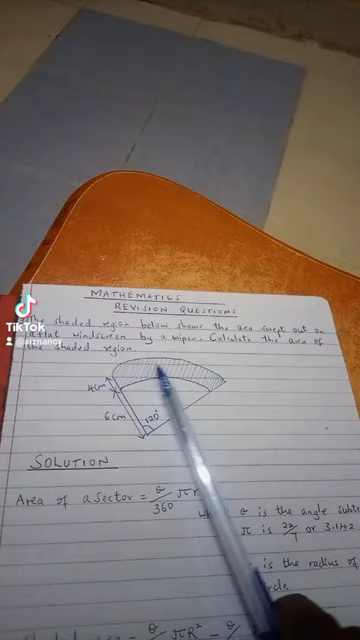 MATHEMATICS
REVISION QUESTIONS
The shaded region below shows the area swept out on
a flat windscreen by a wiper. Calculate the area of
the shaded region.
4cm
6cm
120°
SOLUTION
Area of a Sector = θ/360 πr
θ is the angle subte
π is 22/7 or 3.142
is the radius of
θ/ πR² - θ/
TikTok
@aiznancy